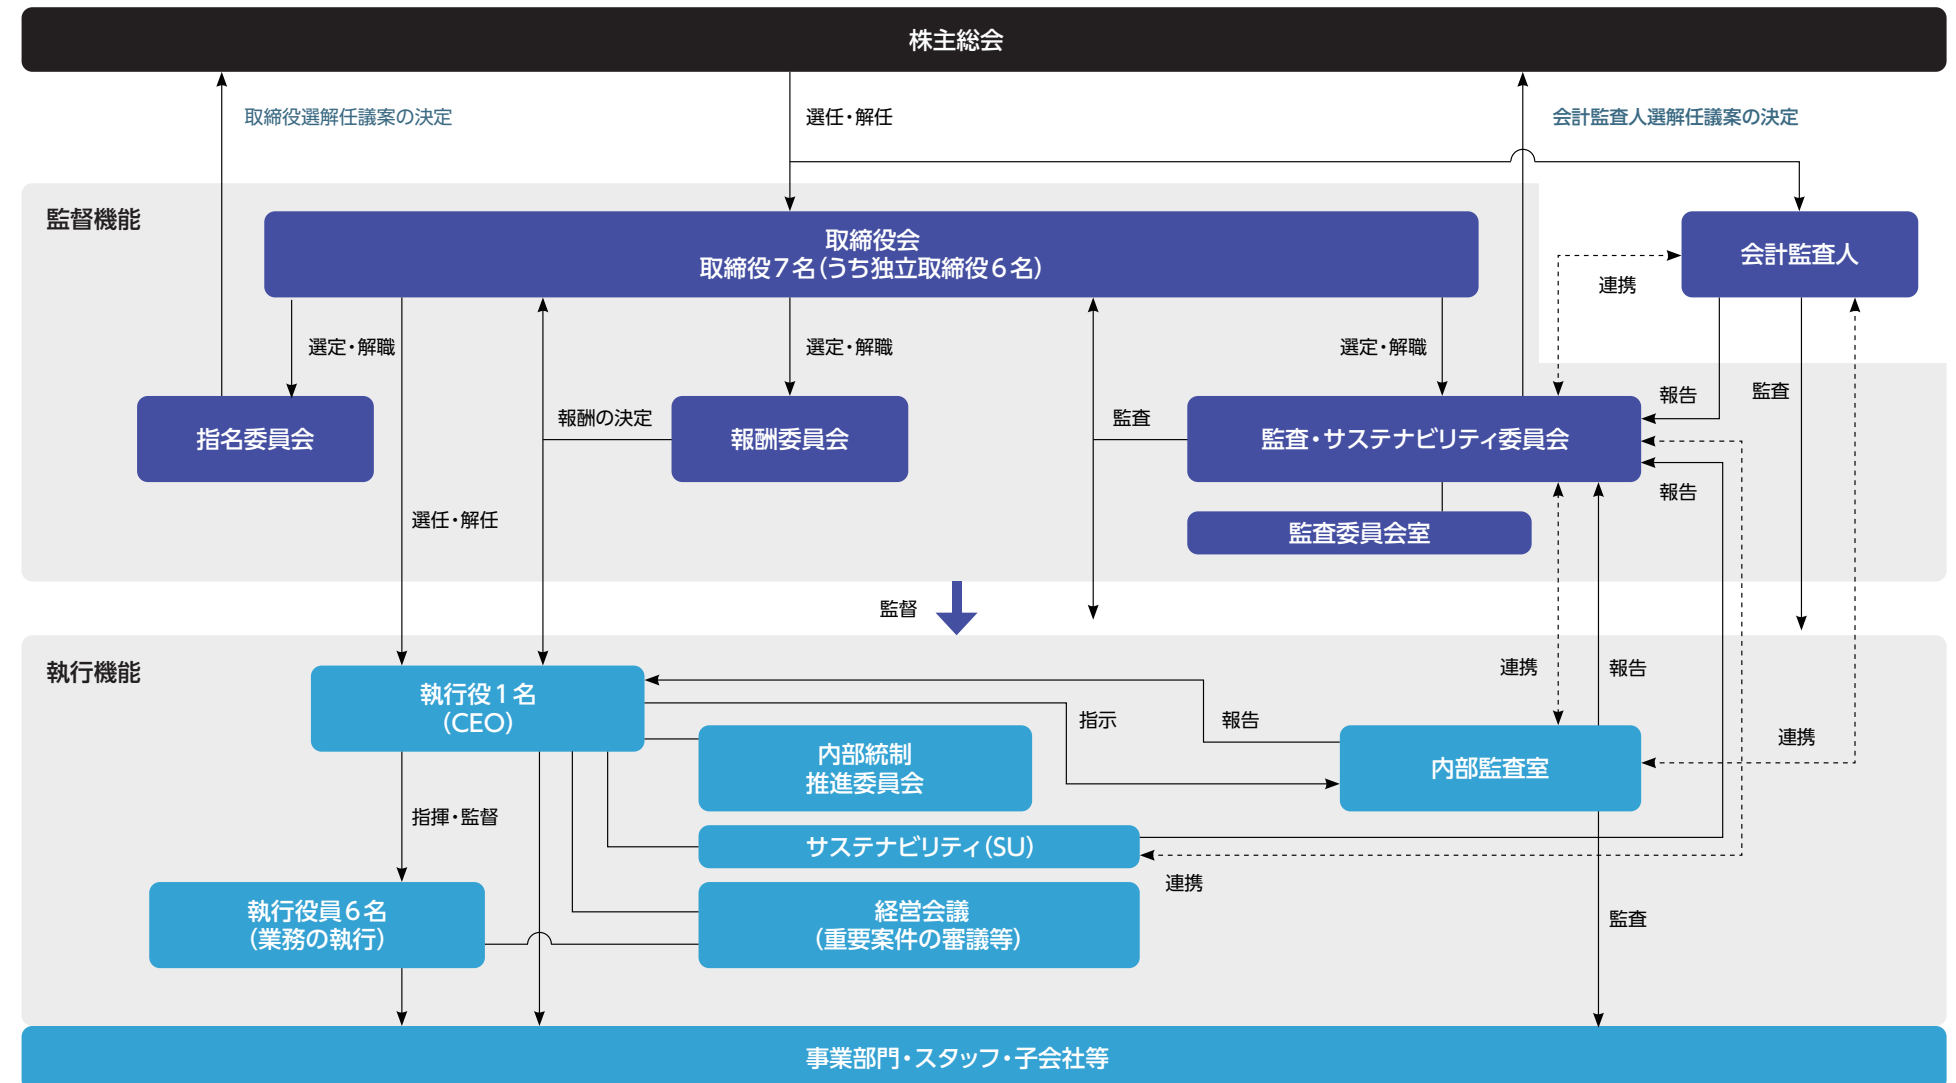 株主総会
取締役選解任議案の決定
選任・解任
会計監査人選解任議案の決定
監督機能
取締役会
取締役7名(うち独立取締役6名)
会計監査人
連携
選定・解職
選定・解職
選定・解職
報告
監査
指名委員会
報酬の決定
報酬委員会
監査
監査・サステナビリティ委員会
報告
選任・解任
監査委員会室
監督
執行機能
執行役1名
(CEO)
連携
報告
指示
報告
内部統制
推進委員会
内部監査室
連携
指揮・監督
サステナビリティ(SU)
連携
執行役員6名
(業務の執行)
経営会議
(重要案件の審議等)
監査
事業部門・スタッフ・子会社等